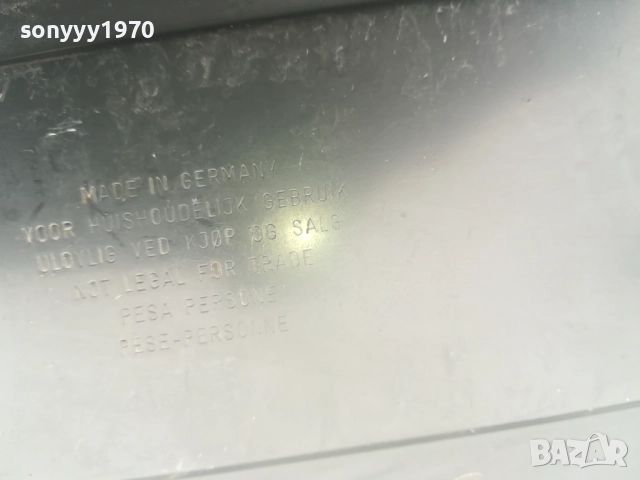 sonyyy1970
MADE IN GERMANY
VOOR HUISHOUDELIJK GEBRUIK
ULOVLIG VED KJØP OG SALG
NOT LEGAL FOR TRADE
PESA PERSONE
PESE-PERSONNE
BAZAR